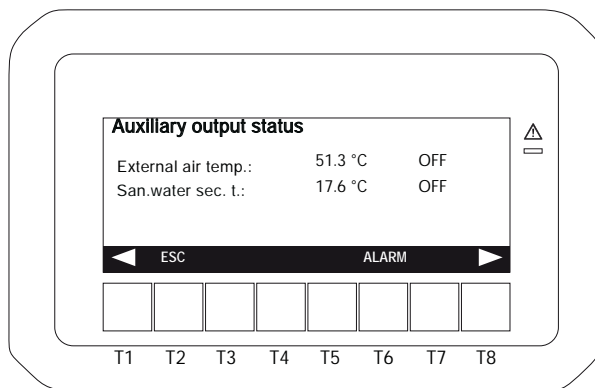 Auxiliary output status
External air temp.: 51.3 °C OFF
San.water sec. t.: 17.6 °C OFF
ESC ALARM
T1 T2 T3 T4 T5 T6 T7 T8